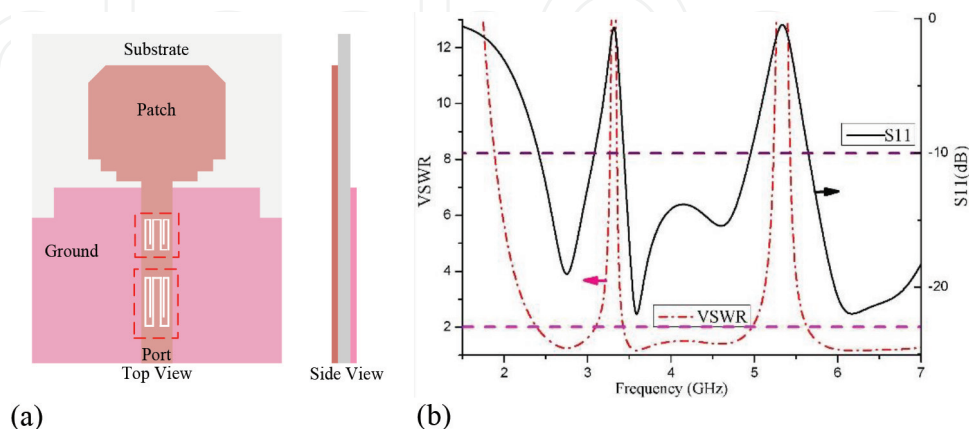 Substrate
Patch
Ground
Port
Top View
Side View
(a)
VSWR
12
10
8
6
4
2
2
3
4
5
6
7
Frequency (GHz)
0
-10
-20
S11(dB)
S11
VSWR
(b)